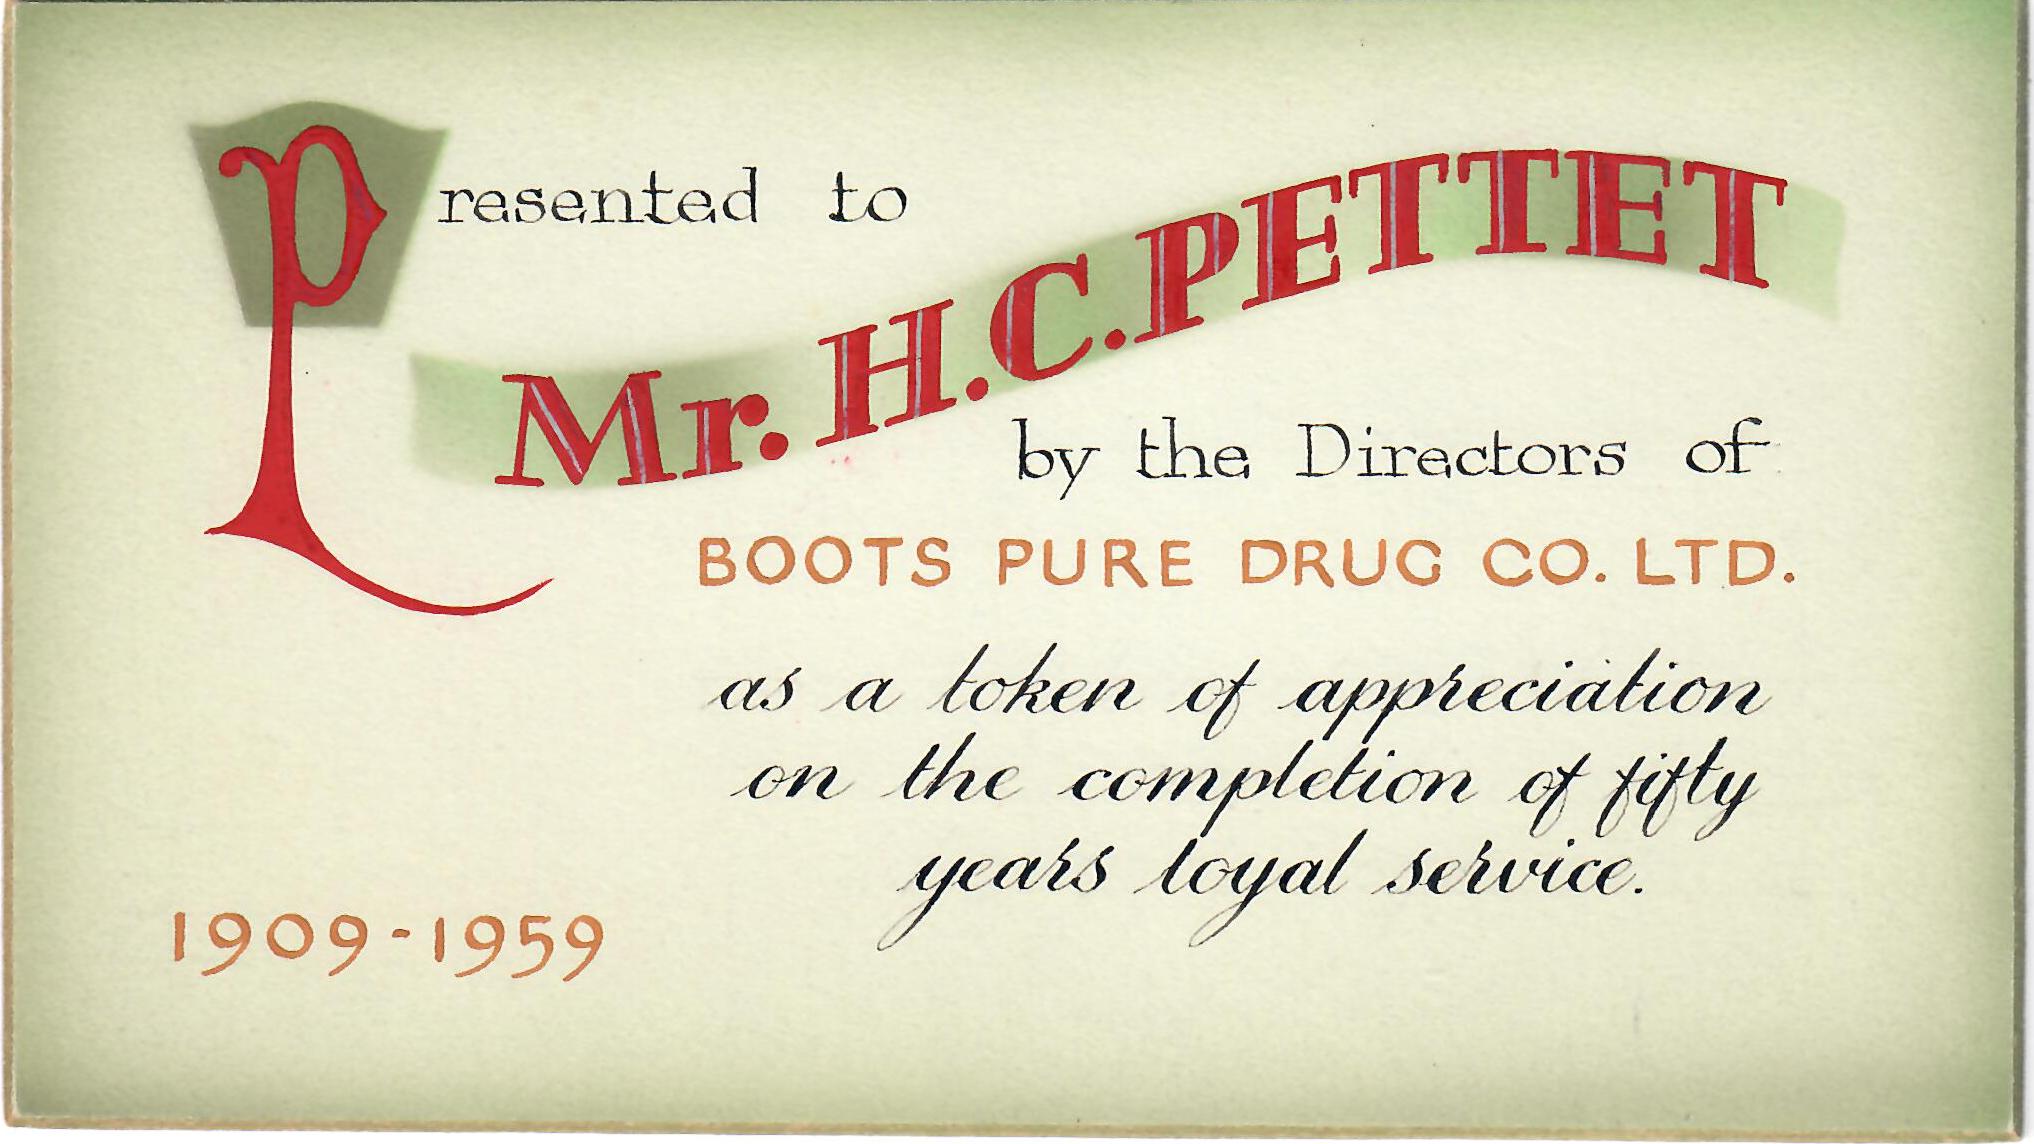 Presented to
Mr. H.C. PETTET
by the Directors of
BOOTS PURE DRUG CO. LTD.
as a token of appreciation
on the completion of fifty
years loyal service.
1909-1959